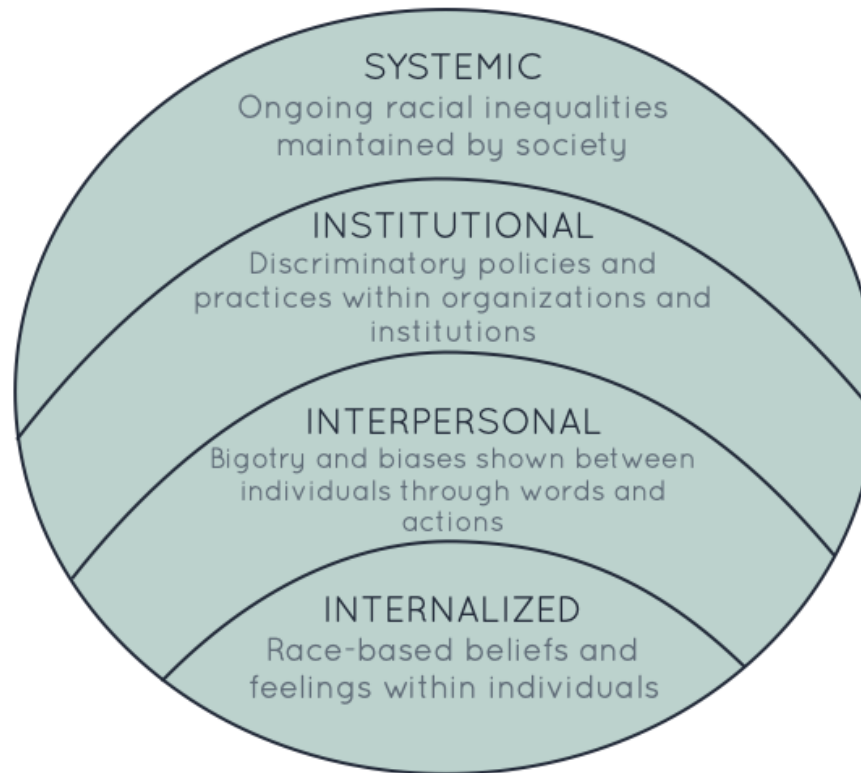 SYSTEMIC
Ongoing racial inequalities
maintained by society
INSTITUTIONAL
Discriminatory policies and
practices within organizations and
institutions
INTERPERSONAL
Bigotry and biases shown between
individuals through words and
actions
INTERNALIZED
Race-based beliefs and
feelings within individuals